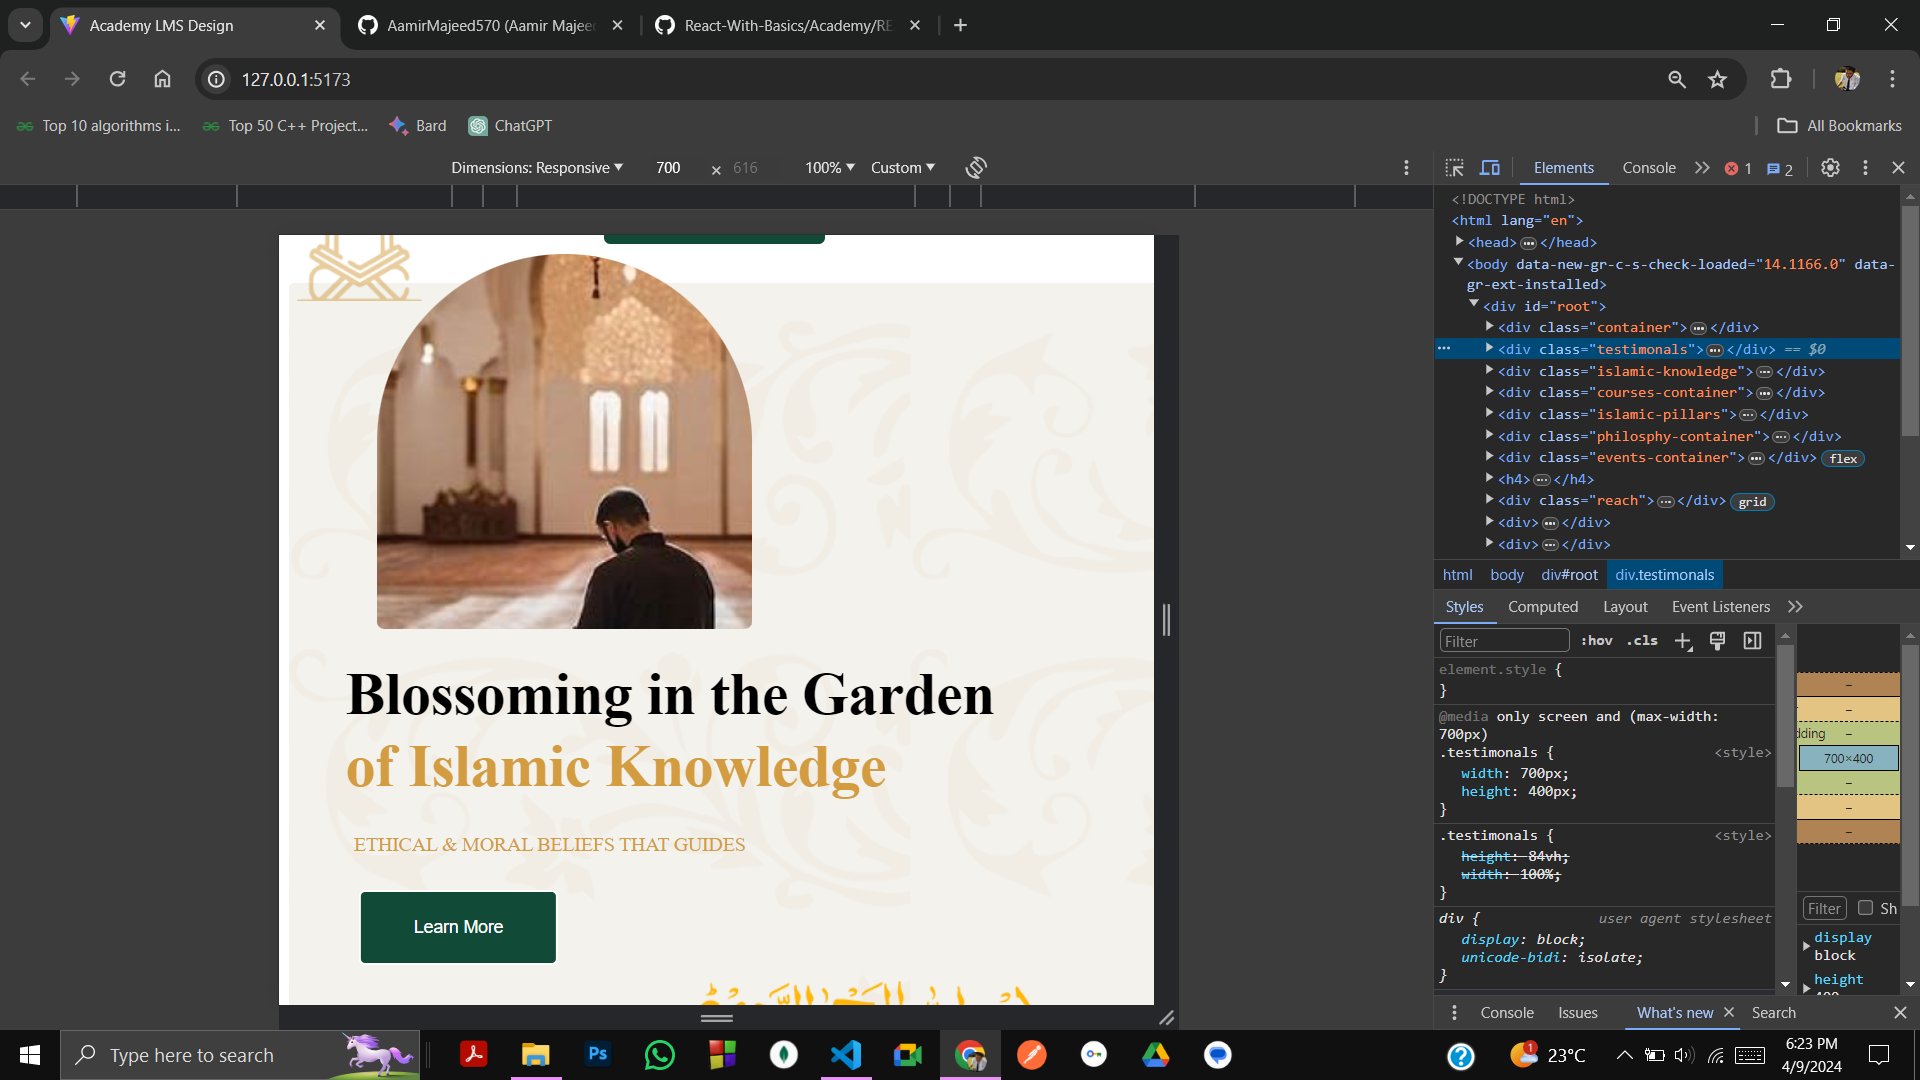 Academy LMS Design
AamirMajeed570 (Aamir Majee
React-With-Basics/Academy/RE
127.0.0.1:5173
Top 10 algorithms i...
Top 50 C++ Project...
Bard
ChatGPT
All Bookmarks
Dimensions: Responsive
700
×
616
100%
Custom
Elements
Console
1
2
<!DOCTYPE html>
<html lang="en">
<head> ••• </head>
<body data-new-gr-c-s-check-loaded="14.1166.0" data-
gr-ext-installed>
<div id="root">
<div class="container"> ••• </div>
••• <div class="testimonals"> ••• </div> == $0
<div class="islamic-knowledge"> ••• </div>
<div class="courses-container"> ••• </div>
<div class="islamic-pillars"> ••• </div>
<div class="philosphy-container"> ••• </div>
<div class="events-container"> ••• </div> flex
<h4> ••• </h4>
<div class="reach"> ••• </div> grid
<div> ••• </div>
<div> ••• </div>
html body div#root div.testimonals
Styles Computed Layout Event Listeners
Filter :hov .cls
element.style {
}
@media only screen and (max-width:
700px)
.testimonals { <style>
width: 700px;
height: 400px;
}
.testimonals { <style>
height: 84vh;
width: 100%;
}
div { user agent stylesheet
display: block;
unicode-bidi: isolate;
}
–
–
dding –
700×400
–
–
–
Filter Sh
display
block
height
Console Issues What's new Search
Blossoming in the Garden
of Islamic Knowledge
ETHICAL & MORAL BELIEFS THAT GUIDES
Learn More
Type here to search
Ps
1
23°C
6:23 PM
4/9/2024